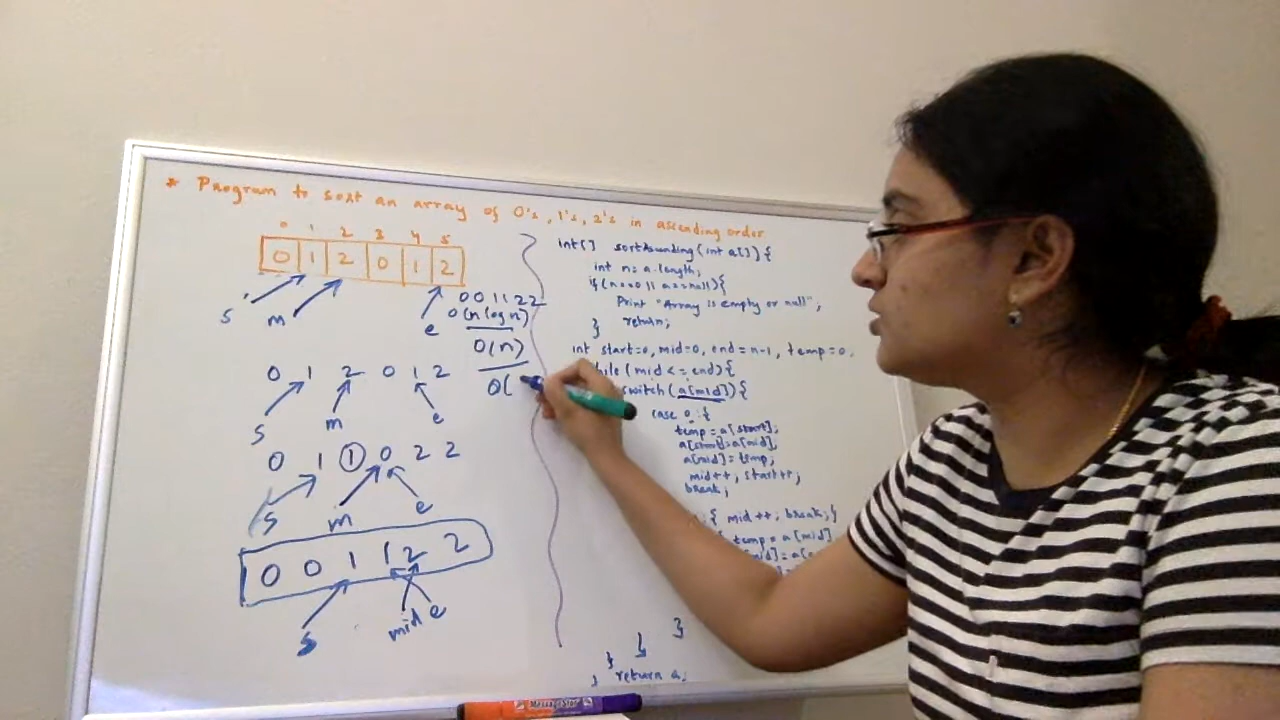 * Program to sort an array of 0's, 1's, 2's in ascending order
0 1 2 3 4 5
0 1 2 0 1 2
s m e
0 0 1 1 2 2
O(n log n)
O(n)
O(
0 1 2 0 1 2
s m e
0 1 1 0 2 2
s m e
0 0 1 1 2 2
s mid e
int[] sortAscending(int a[]) {
int n = a.length;
if(n==0 || a==null){
Print "Array is empty or null";
return;
}
int start=0, mid=0, end=n-1, temp=0.
while (mid <= end){
switch (a[mid]) {
case 0: {
temp = a[start];
a[start]=a[mid];
a[mid]=temp;
mid++, start++;
break;
: { mid++; break;}
{ temp = a[mid]
}
}
}
return a;
}
MessageStar